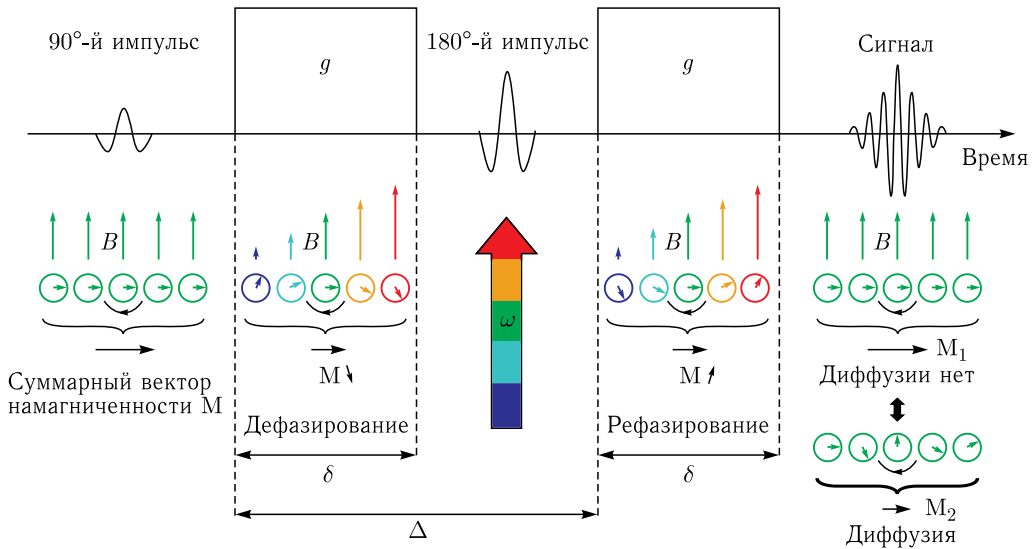 90°-й импульс
g
180°-й импульс
g
Сигнал
Время
B
B
ω
B
B
Суммарный вектор
намагниченности M
M
M
M₁
Диффузии нет
Дефазирование
Рефазирование
δ
δ
Δ
M₂
Диффузия